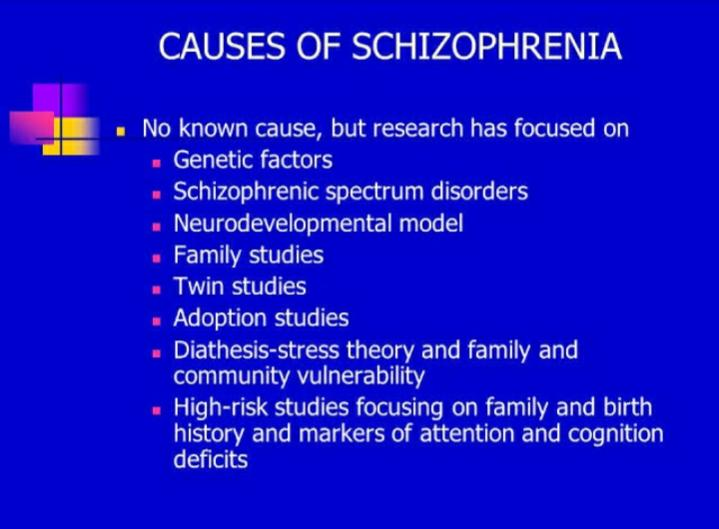 CAUSES OF SCHIZOPHRENIA
No known cause, but research has focused on
Genetic factors
Schizophrenic spectrum disorders
Neurodevelopmental model
Family studies
Twin studies
Adoption studies
Diathesis-stress theory and family and
community vulnerability
High-risk studies focusing on family and birth
history and markers of attention and cognition
deficits